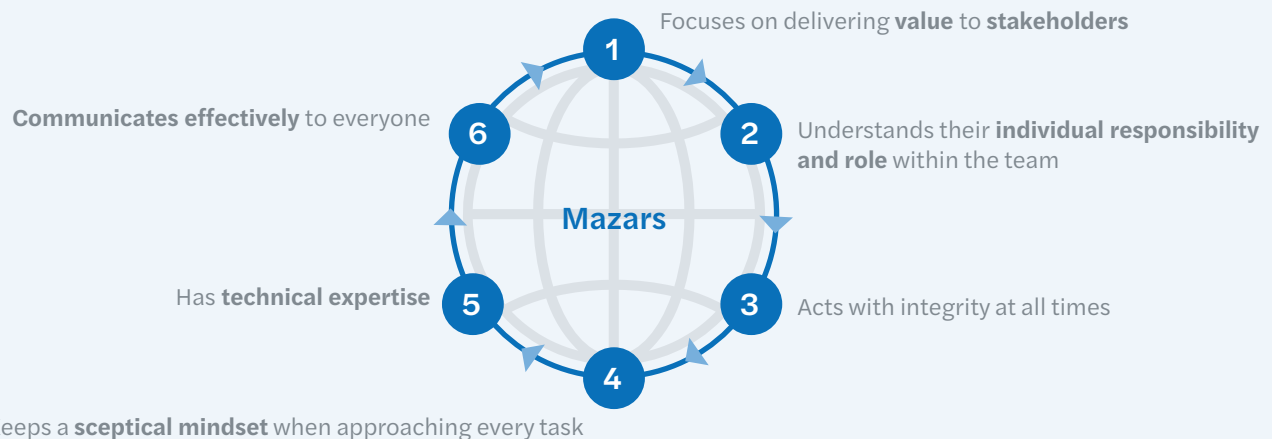 1
Focuses on delivering value to stakeholders
2
Understands their individual responsibility
and role within the team
3
Acts with integrity at all times
4
eeps a sceptical mindset when approaching every task
5
Has technical expertise
6
Communicates effectively to everyone
Mazars